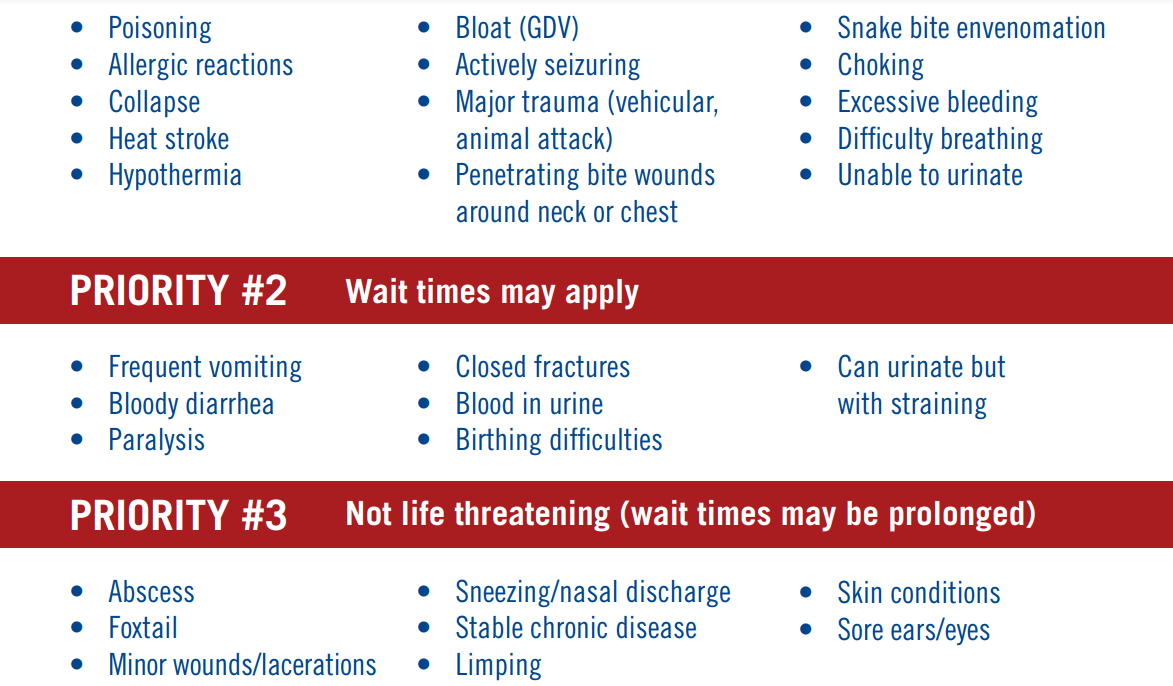 • Poisoning
• Allergic reactions
• Collapse
• Heat stroke
• Hypothermia
• Bloat (GDV)
• Actively seizuring
• Major trauma (vehicular,
animal attack)
• Penetrating bite wounds
around neck or chest
• Snake bite envenomation
• Choking
• Excessive bleeding
• Difficulty breathing
• Unable to urinate
PRIORITY #2 Wait times may apply
• Frequent vomiting
• Bloody diarrhea
• Paralysis
• Closed fractures
• Blood in urine
• Birthing difficulties
• Can urinate but
with straining
PRIORITY #3 Not life threatening (wait times may be prolonged)
• Abscess
• Foxtail
• Minor wounds/lacerations
• Sneezing/nasal discharge
• Stable chronic disease
• Limping
• Skin conditions
• Sore ears/eyes